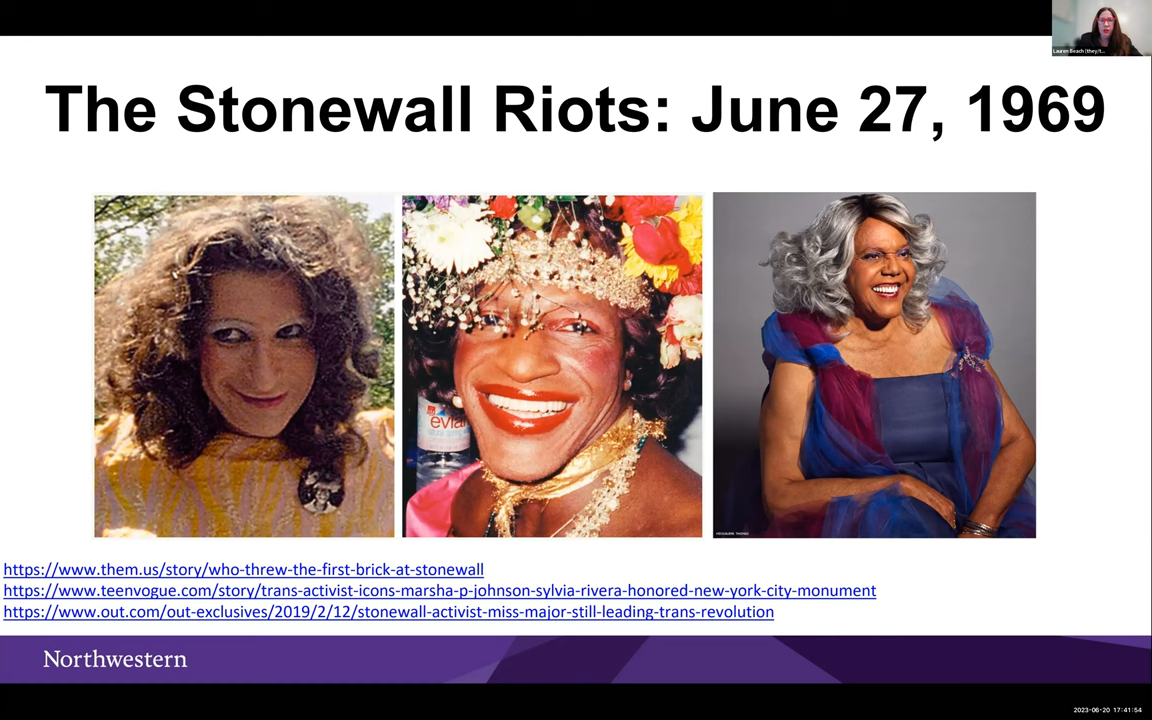 Lauren Beach (they/t...
The Stonewall Riots: June 27, 1969
evian
https://www.them.us/story/who-threw-the-first-brick-at-stonewall
https://www.teenvogue.com/story/trans-activist-icons-marsha-p-johnson-sylvia-rivera-honored-new-york-city-monument
https://www.out.com/out-exclusives/2019/2/12/stonewall-activist-miss-major-still-leading-trans-revolution
Northwestern
2023-06-20 17:41:54